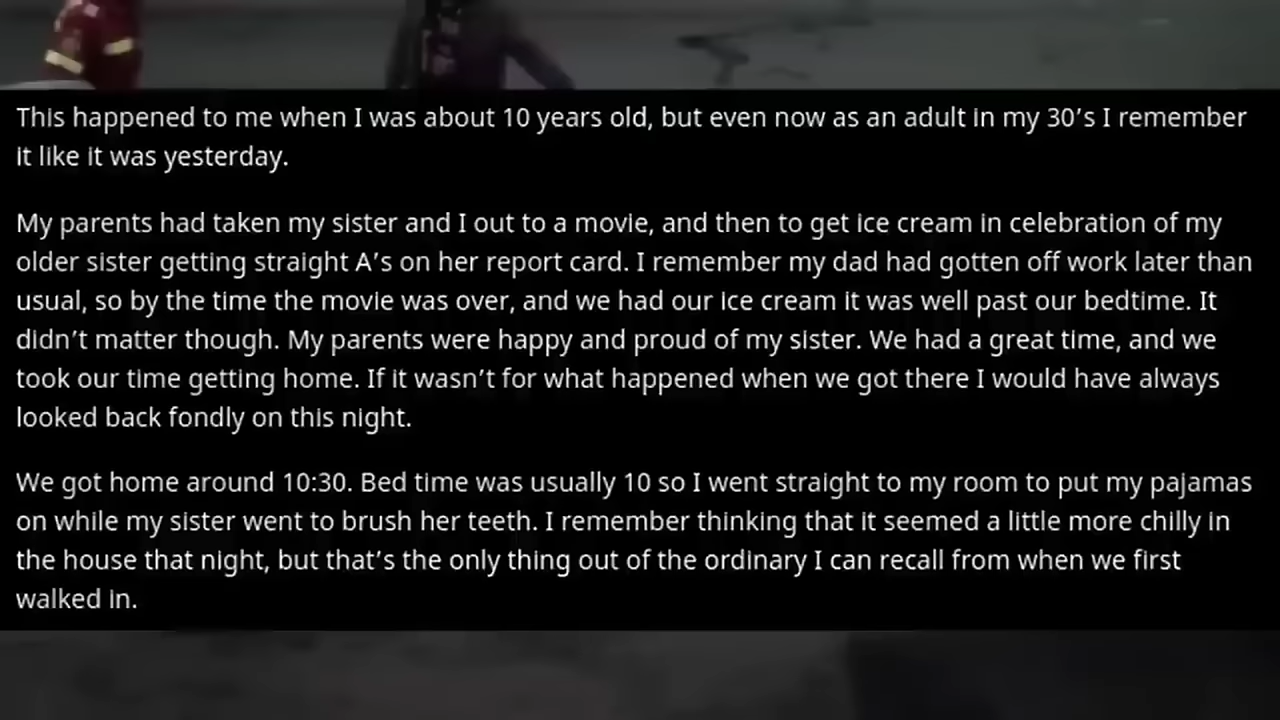 This happened to me when I was about 10 years old, but even now as an adult in my 30’s I remember
it like it was yesterday.
My parents had taken my sister and I out to a movie, and then to get ice cream in celebration of my
older sister getting straight A’s on her report card. I remember my dad had gotten off work later than
usual, so by the time the movie was over, and we had our ice cream it was well past our bedtime. It
didn’t matter though. My parents were happy and proud of my sister. We had a great time, and we
took our time getting home. If it wasn’t for what happened when we got there I would have always
looked back fondly on this night.
We got home around 10:30. Bed time was usually 10 so I went straight to my room to put my pajamas
on while my sister went to brush her teeth. I remember thinking that it seemed a little more chilly in
the house that night, but that’s the only thing out of the ordinary I can recall from when we first
walked in.